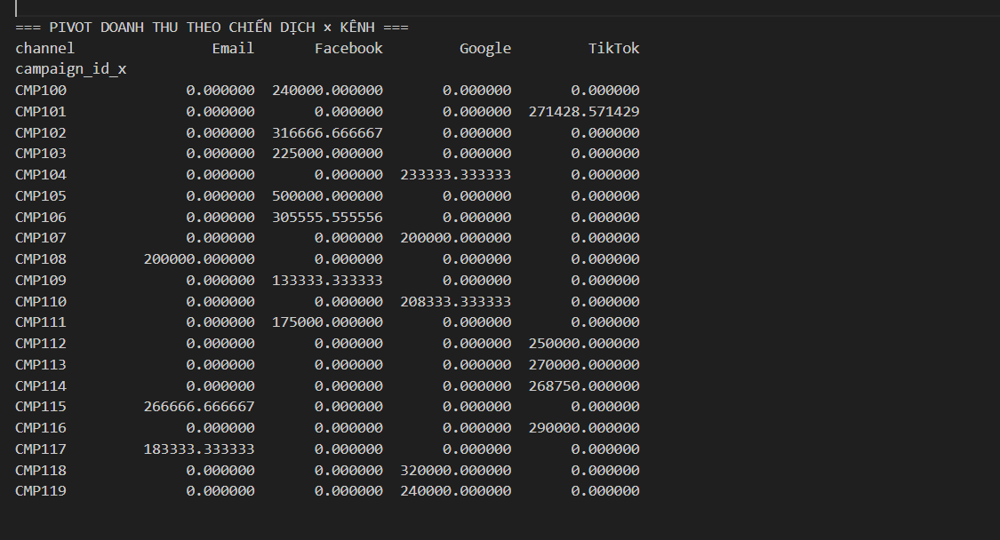 === PIVOT DOANH THU THEO CHIẾN DỊCH × KÊNH ===
channel Email Facebook Google TikTok
campaign_id_x
CMP100 0.000000 240000.000000 0.000000 0.000000
CMP101 0.000000 0.000000 0.000000 271428.571429
CMP102 0.000000 316666.666667 0.000000 0.000000
CMP103 0.000000 225000.000000 0.000000 0.000000
CMP104 0.000000 0.000000 233333.333333 0.000000
CMP105 0.000000 500000.000000 0.000000 0.000000
CMP106 0.000000 305555.555556 0.000000 0.000000
CMP107 0.000000 0.000000 200000.000000 0.000000
CMP108 200000.000000 0.000000 0.000000 0.000000
CMP109 0.000000 133333.333333 0.000000 0.000000
CMP110 0.000000 0.000000 208333.333333 0.000000
CMP111 0.000000 175000.000000 0.000000 0.000000
CMP112 0.000000 0.000000 0.000000 250000.000000
CMP113 0.000000 0.000000 0.000000 270000.000000
CMP114 0.000000 0.000000 0.000000 268750.000000
CMP115 266666.666667 0.000000 0.000000 0.000000
CMP116 0.000000 0.000000 0.000000 290000.000000
CMP117 183333.333333 0.000000 0.000000 0.000000
CMP118 0.000000 0.000000 320000.000000 0.000000
CMP119 0.000000 0.000000 240000.000000 0.000000